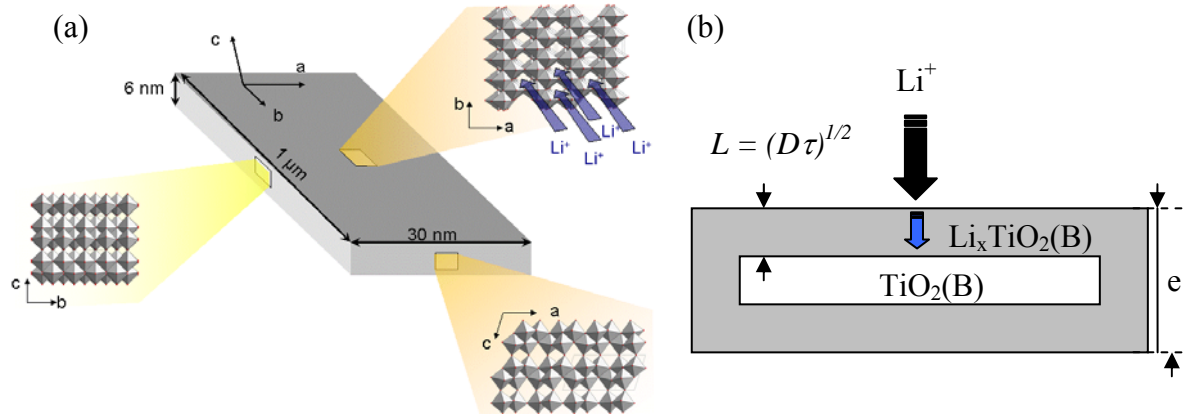 (a)
c
a
b
6 nm
1 μm
30 nm
b
a
Li⁺
Li⁺
Li⁺
Li⁺
c
b
a
c
(b)
Li⁺
L = (Dτ)^{1/2}
LiₓTiO₂(B)
TiO₂(B)
e